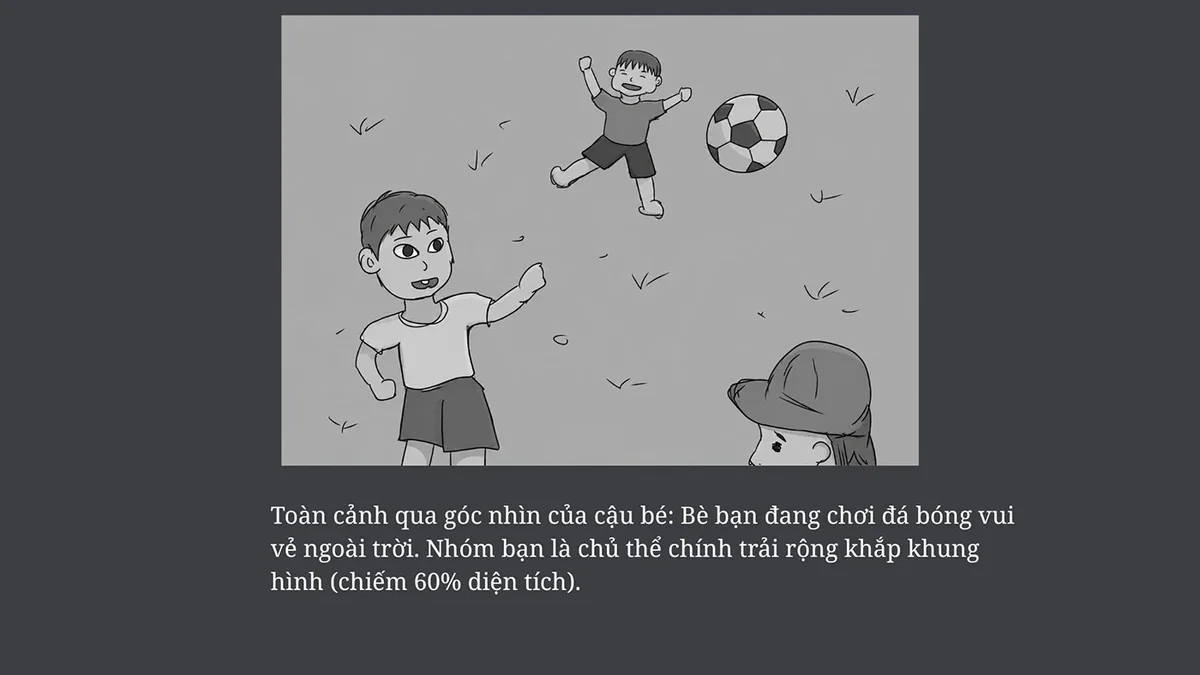 Toàn cảnh qua góc nhìn của cậu bé: Bè bạn đang chơi đá bóng vui
vẻ ngoài trời. Nhóm bạn là chủ thể chính trải rộng khắp khung
hình (chiếm 60% diện tích).